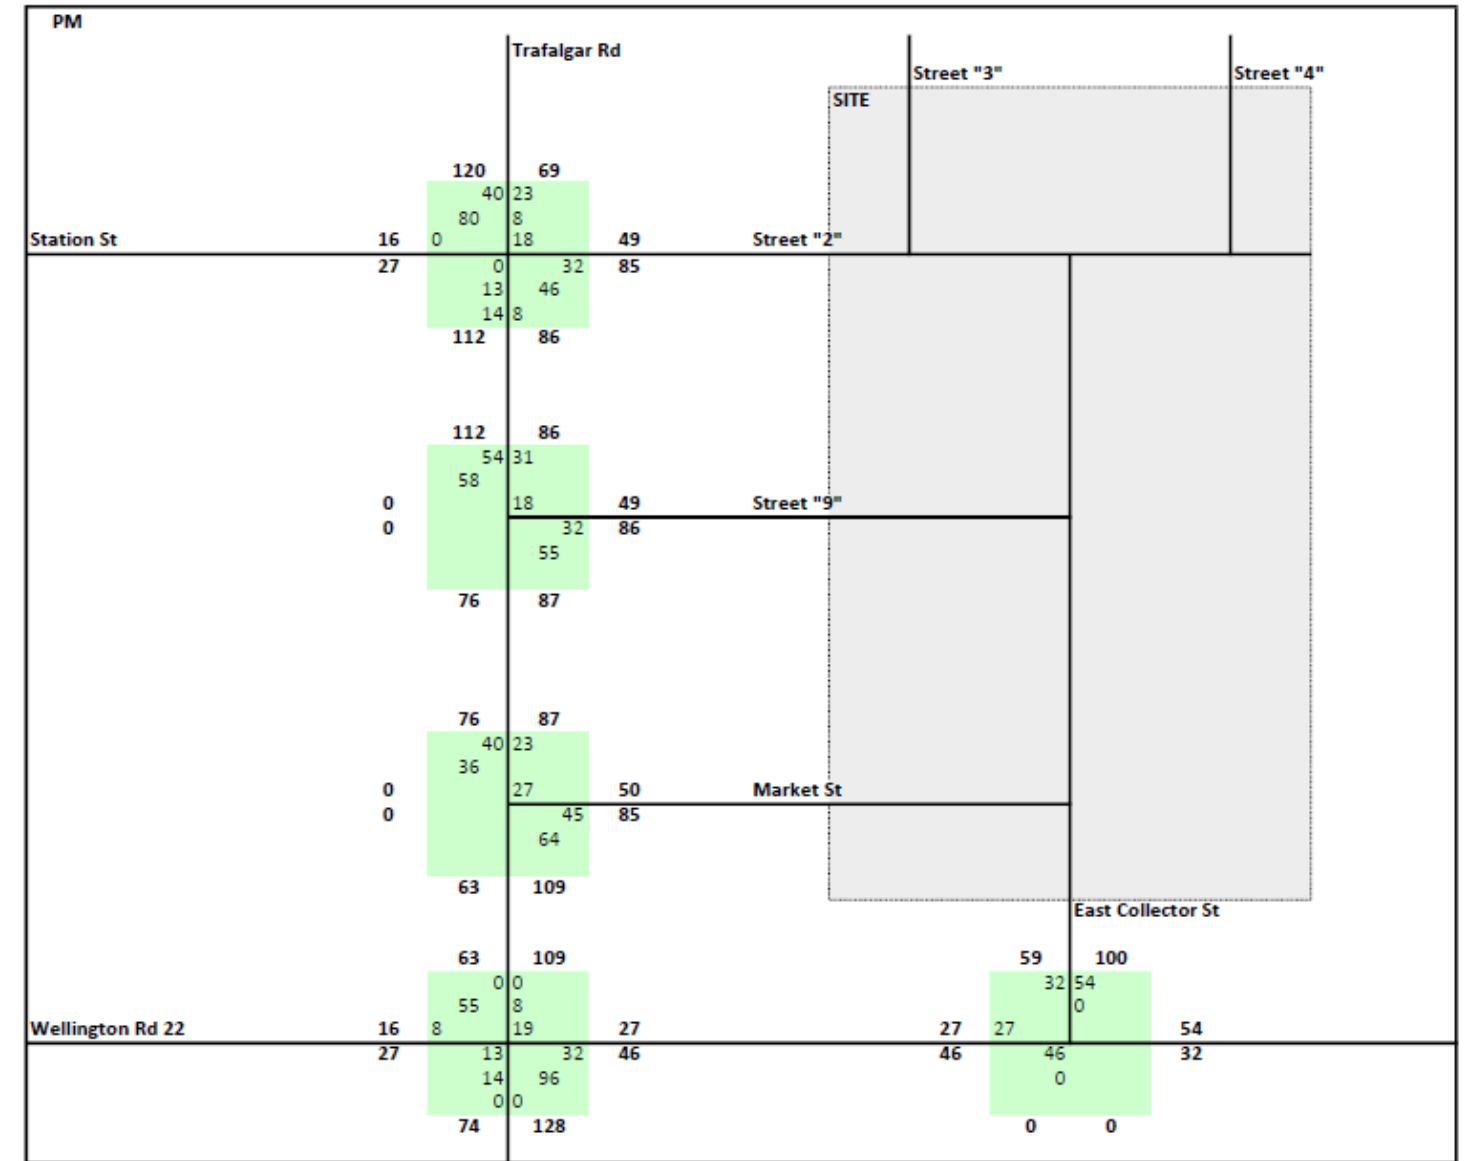 PM
Trafalgar Rd
Street "3"
Street "4"
SITE
120 69
40 23
80 8
Station St 16 0 18 49 Street "2"
27 0 32 85
13 46
14 8
112 86
112 86
54 31
58
0 18 49 Street "9"
0 32 86
55
76 87
76 87
40 23
36
0 27 50 Market St
0 45 85
64
63 109
East Collector St
63 109 59 100
0 0 32 54
55 8 0
Wellington Rd 22 16 8 19 27 27 27 54
27 13 32 46 46 46 32
14 96 0
0 0
74 128 0 0